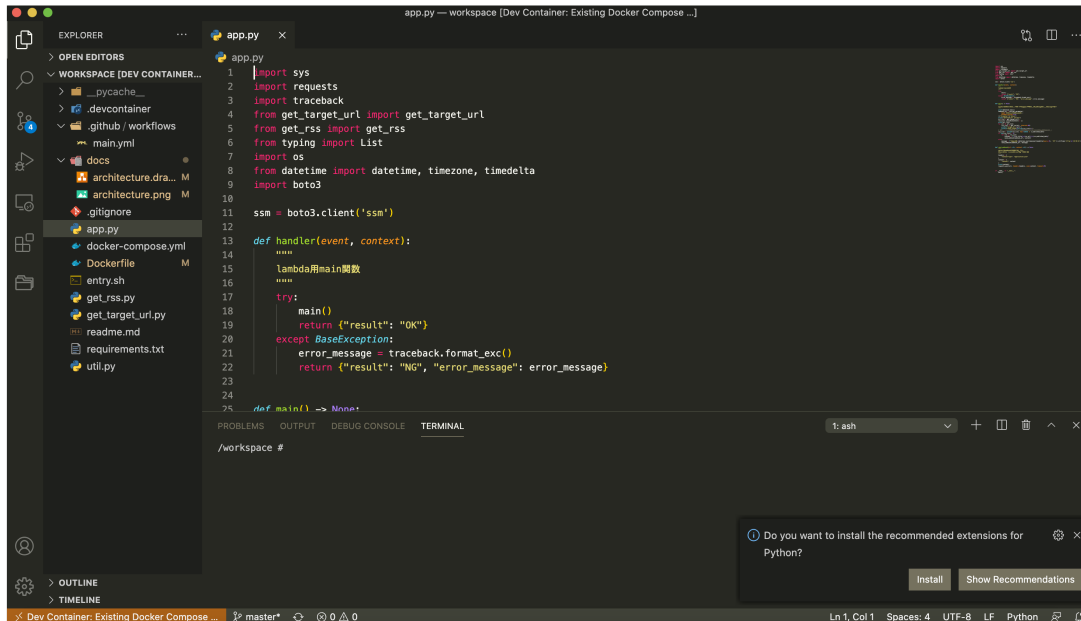 app.py — workspace [Dev Container: Existing Docker Compose ...]
EXPLORER
OPEN EDITORS
WORKSPACE [DEV CONTAINER...
__pycache__
.devcontainer
.github / workflows
main.yml
docs
architecture.dra... M
architecture.png M
.gitignore
app.py
docker-compose.yml
Dockerfile M
entry.sh
get_rss.py
get_target_url.py
readme.md
requirements.txt
util.py
OUTLINE
TIMELINE
4
app.py
app.py
1 import sys
2 import requests
3 import traceback
4 from get_target_url import get_target_url
5 from get_rss import get_rss
6 from typing import List
7 import os
8 from datetime import datetime, timezone, timedelta
9 import boto3
10
11 ssm = boto3.client('ssm')
12
13 def handler(event, context):
14 """
15 lambda用main関数
16 """
17 try:
18 main()
19 return {"result": "OK"}
20 except BaseException:
21 error_message = traceback.format_exc()
22 return {"result": "NG", "error_message": error_message}
23
24
25 def main() -> None:
PROBLEMS OUTPUT DEBUG CONSOLE TERMINAL 1: ash
/workspace #
Do you want to install the recommended extensions for
Python?
Install Show Recommendations
Dev Container: Existing Docker Compose ... master* 0 0 Ln 1, Col 1 Spaces: 4 UTF-8 LF Python